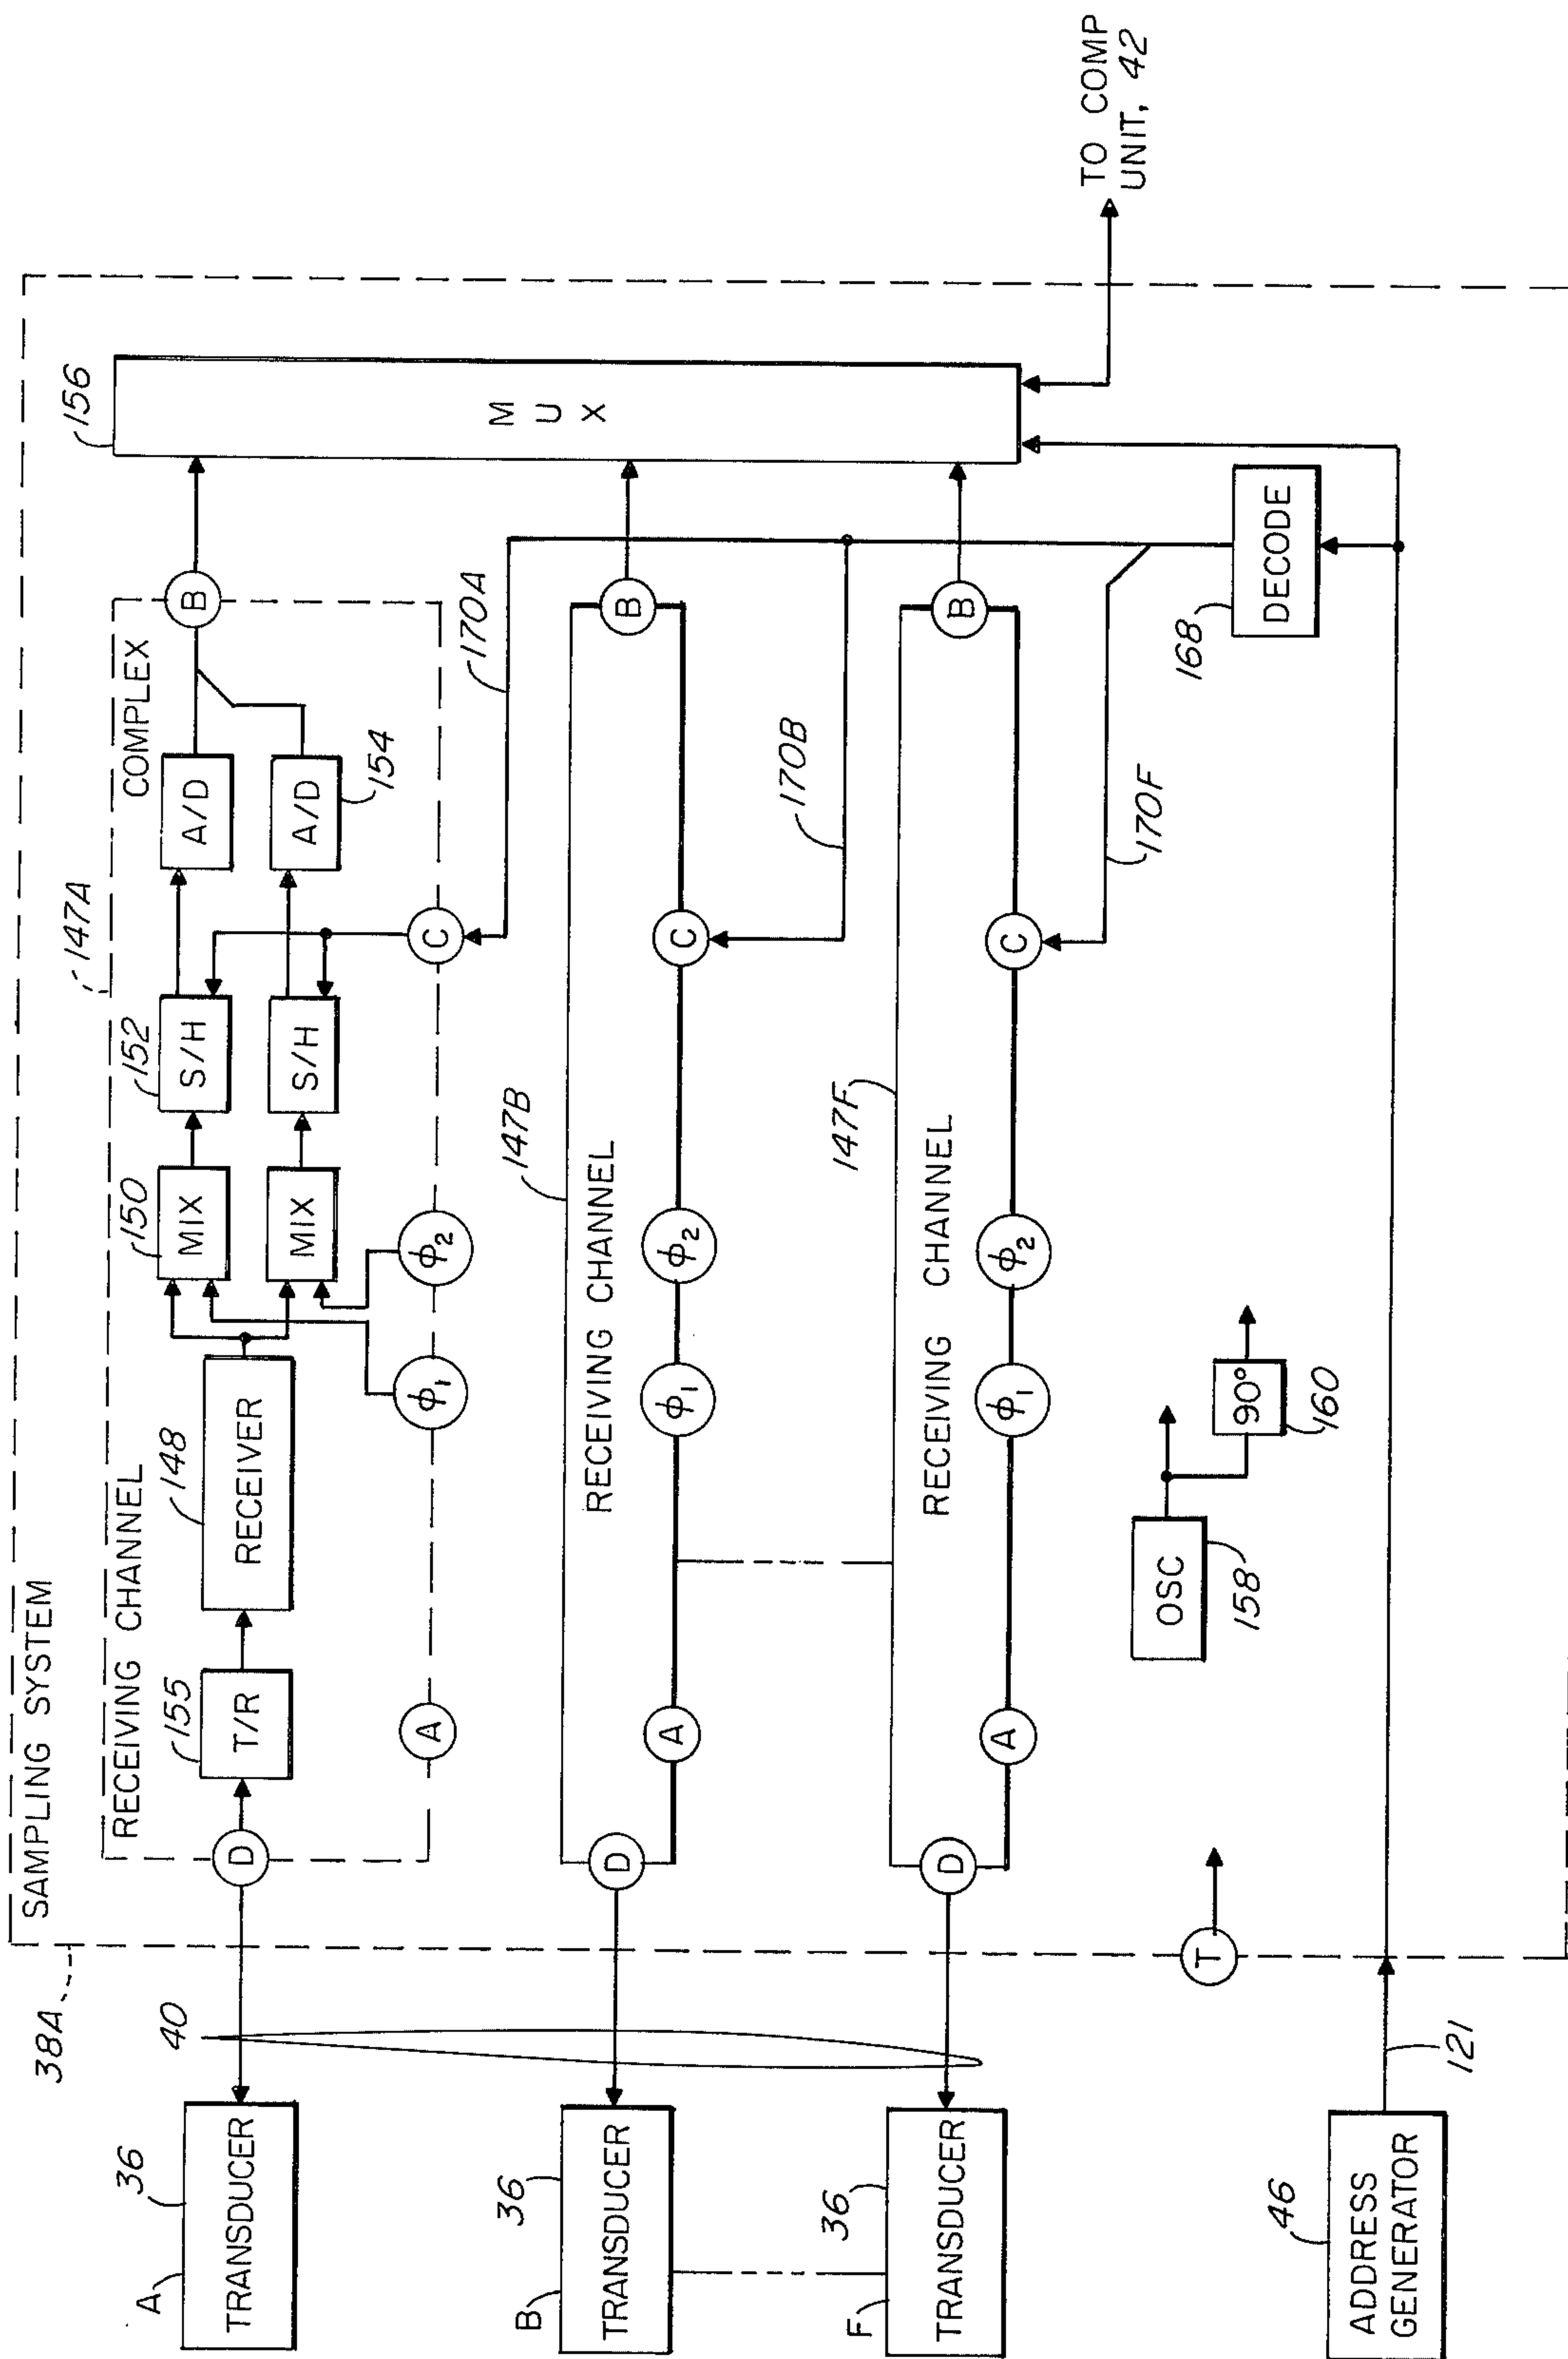 38A
SAMPLING SYSTEM
147A
RECEIVING CHANNEL
COMPLEX
40
A
36
TRANSDUCER
D
155
T/R
148
RECEIVER
150
MIX
MIX
152
S/H
S/H
A/D
A/D
154
B
156
MUX
A
ϕ1
ϕ2
C
170A
B
36
TRANSDUCER
D
147B
RECEIVING CHANNEL
A
ϕ1
ϕ2
C
B
170B
F
36
TRANSDUCER
D
147F
RECEIVING CHANNEL
A
ϕ1
ϕ2
C
B
170F
TO COMP
UNIT, 42
T
OSC
158
90°
160
168
DECODE
46
ADDRESS
GENERATOR
121